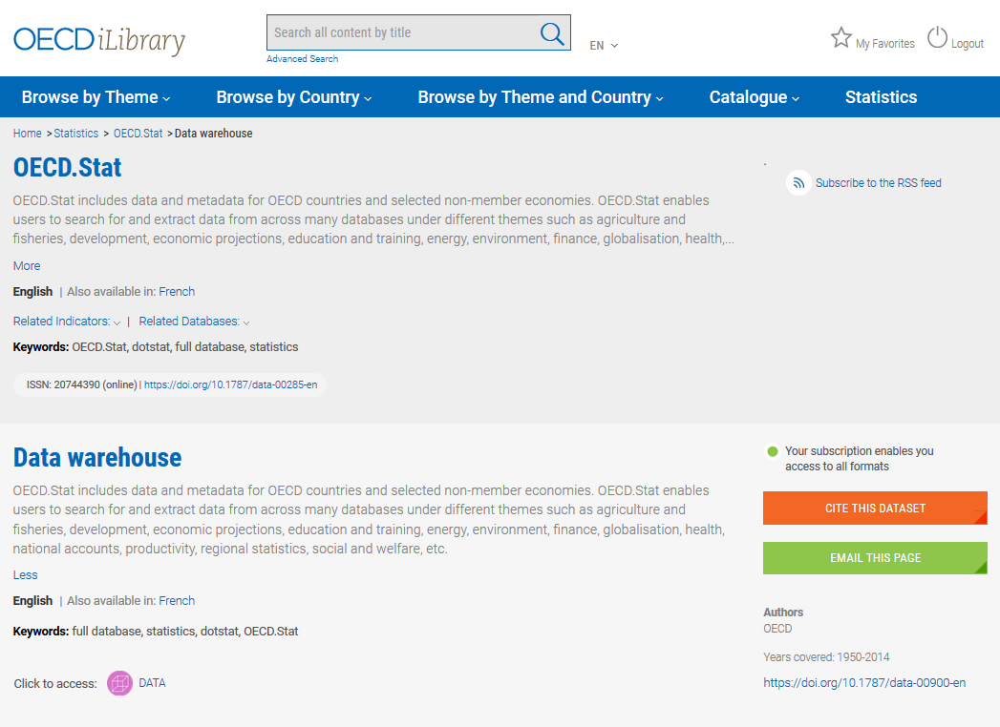 OECD iLibrary
Search all content by title
EN
Advanced Search
My Favorites
Logout
Browse by Theme
Browse by Country
Browse by Theme and Country
Catalogue
Statistics
Home > Statistics > OECD.Stat > Data warehouse
OECD.Stat
OECD.Stat includes data and metadata for OECD countries and selected non-member economies. OECD.Stat enables
users to search for and extract data from across many databases under different themes such as agriculture and
fisheries, development, economic projections, education and training, energy, environment, finance, globalisation, health,...
More
English | Also available in: French
Related Indicators: | Related Databases:
Keywords: OECD.Stat, dotstat, full database, statistics
ISSN: 20744390 (online) | https://doi.org/10.1787/data-00285-en
.
Subscribe to the RSS feed
Data warehouse
OECD.Stat includes data and metadata for OECD countries and selected non-member economies. OECD.Stat enables
users to search for and extract data from across many databases under different themes such as agriculture and
fisheries, development, economic projections, education and training, energy, environment, finance, globalisation, health,
national accounts, productivity, regional statistics, social and welfare, etc.
Less
English | Also available in: French
Keywords: full database, statistics, dotstat, OECD.Stat
Click to access: DATA
Your subscription enables you
access to all formats
CITE THIS DATASET
EMAIL THIS PAGE
Authors
OECD
Years covered: 1950-2014
https://doi.org/10.1787/data-00900-en